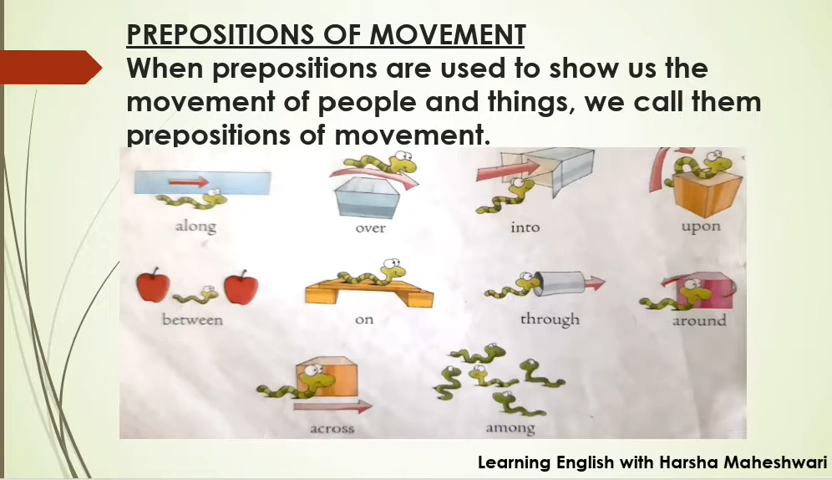 PREPOSITIONS OF MOVEMENT
When prepositions are used to show us the
movement of people and things, we call them
prepositions of movement.
along over into upon
between on through around
across among
Learning English with Harsha Maheshwari